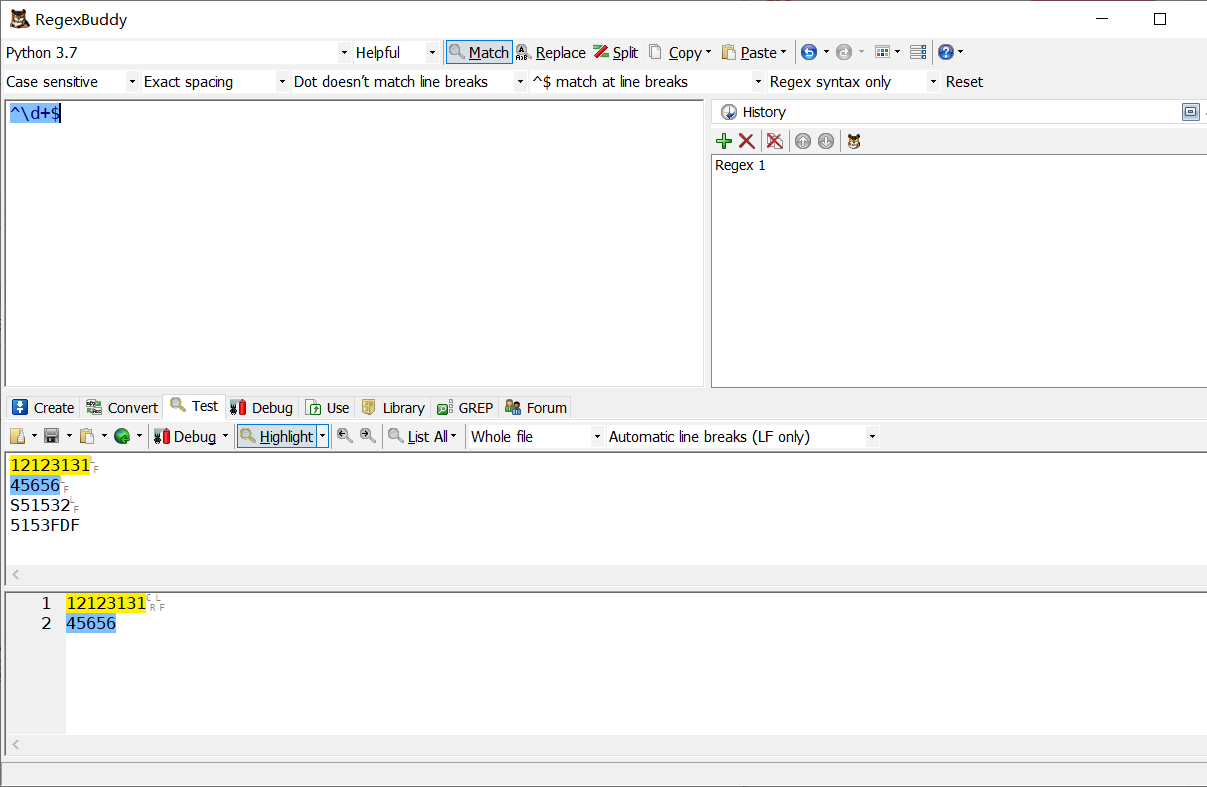 RegexBuddy
Python 3.7 Helpful Match Replace Split Copy Paste
Case sensitive Exact spacing Dot doesn't match line breaks ^$ match at line breaks Regex syntax only Reset
^\d+$
History
Regex 1
Create Convert Test Debug Use Library GREP Forum
Debug Highlight List All Whole file Automatic line breaks (LF only)
12123131LF
45656LF
S51532LF
5153FDF
1 12123131CRLF
2 45656